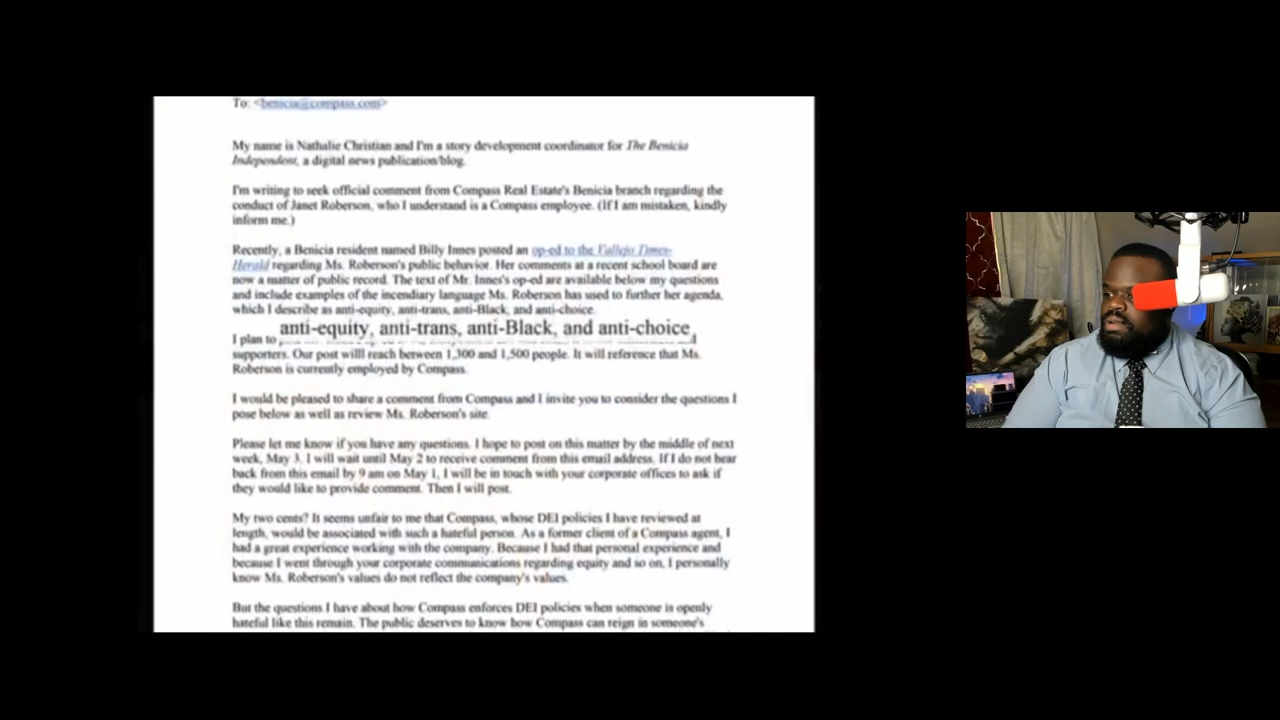 To: <benicia@compass.com>
My name is Nathalie Christian and I'm a story development coordinator for The Benicia
Independent, a digital news publication/blog.
I'm writing to seek official comment from Compass Real Estate's Benicia branch regarding the
conduct of Janet Roberson, who I understand is a Compass employee. (If I am mistaken, kindly
inform me.)
Recently, a Benicia resident named Billy Innes posted an op-ed to the Vallejo Times-
Herald regarding Ms. Roberson's public behavior. Her comments at a recent school board are
now a matter of public record. The text of Mr. Innes's op-ed are available below my questions
and include examples of the incendiary language Ms. Roberson has used to further her agenda,
which I describe as anti-equity, anti-trans, anti-Black, and anti-choice.
anti-equity, anti-trans, anti-Black, and anti-choice
I plan to
supporters. Our post willl reach between 1,300 and 1,500 people. It will reference that Ms.
Roberson is currently employed by Compass.
I would be pleased to share a comment from Compass and I invite you to consider the questions I
pose below as well as review Ms. Roberson's site.
Please let me know if you have any questions. I hope to post on this matter by the middle of next
week, May 3. I will wait until May 2 to receive comment from this email address. If I do not hear
back from this email by 9 am on May 1, I will be in touch with your corporate offices to ask if
they would like to provide comment. Then I will post.
My two cents? It seems unfair to me that Compass, whose DEI policies I have reviewed at
length, would be associated with such a hateful person. As a former client of a Compass agent, I
had a great experience working with the company. Because I had that personal experience and
because I went through your corporate communications regarding equity and so on, I personally
know Ms. Roberson's values do not reflect the company's values.
But the questions I have about how Compass enforces DEI policies when someone is openly
hateful like this remain. The public deserves to know how Compass can reign in someone's